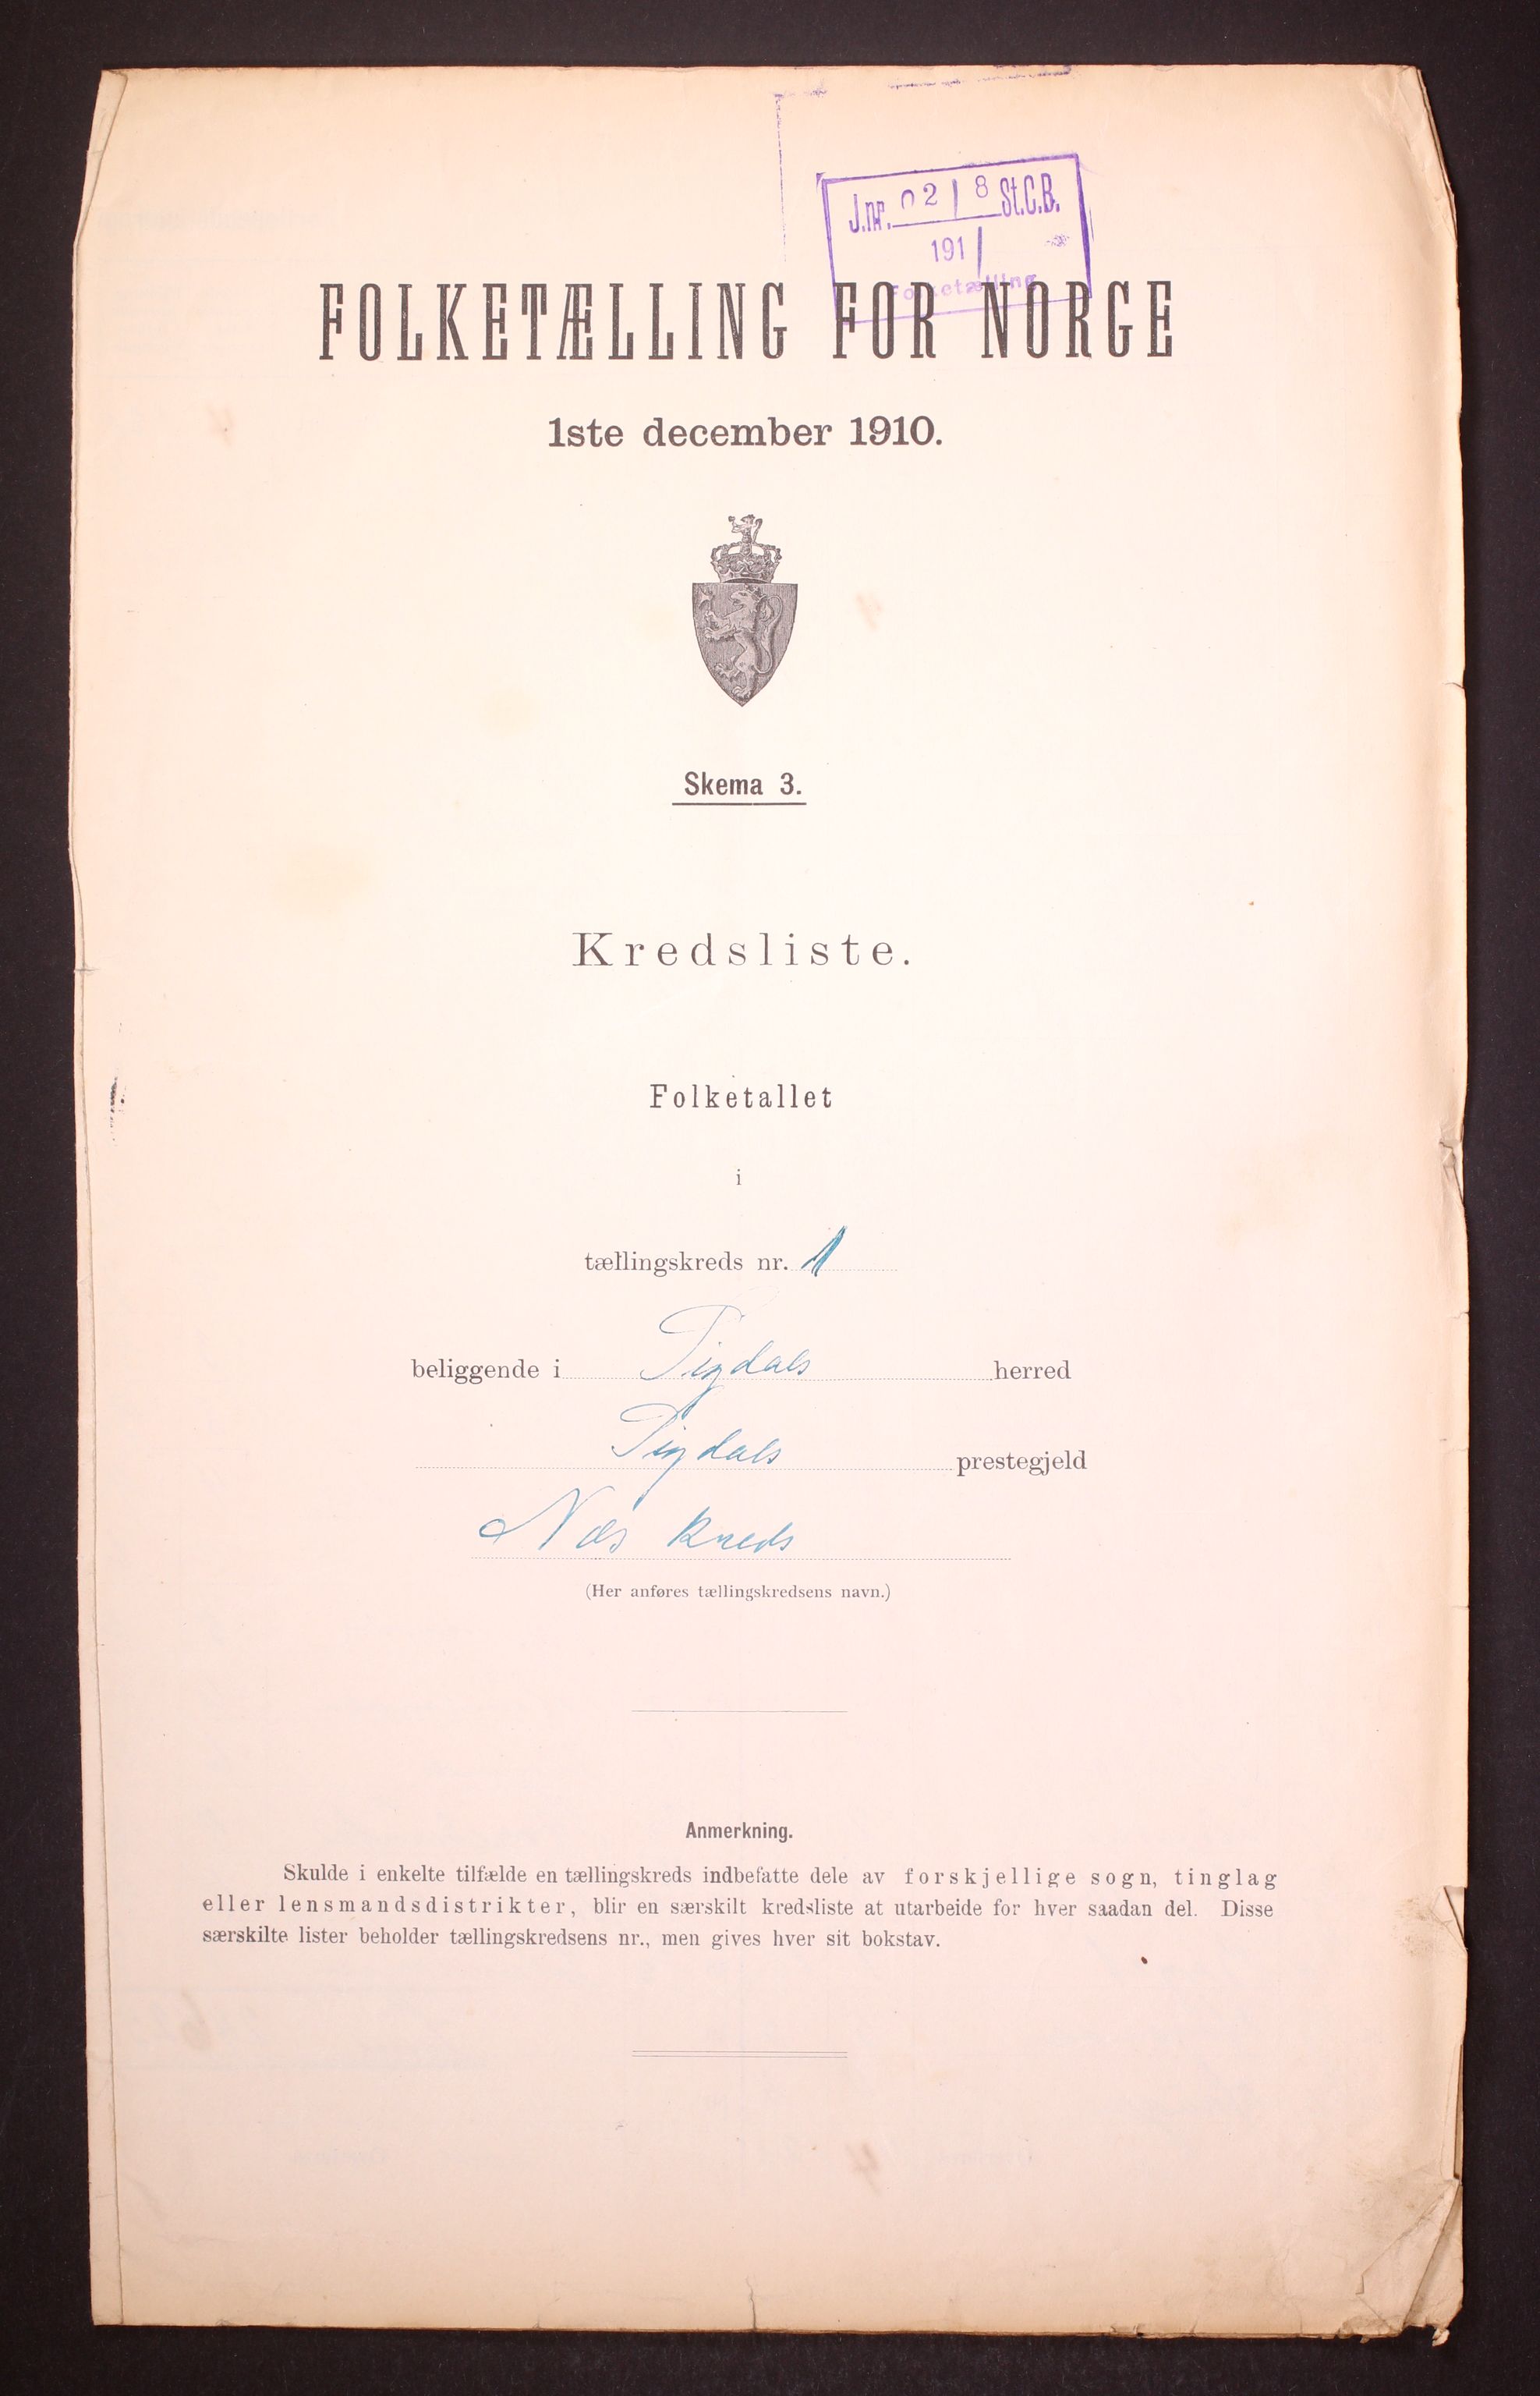 J.nr. 02 / 8 St.C.B.
191 /
Folketælling
FOLKETÆLLING FOR NORGE
1ste december 1910.
Skema 3.
Kredsliste.
Folketallet
i
tællingskreds nr. 1
beliggende i Sigdals herred
Sigdals prestegjeld
Næs kreds
(Her anføres tællingskredsens navn.)
Anmerkning.
Skulde i enkelte tilfælde en tællingskreds indbefatte dele av forskjellige sogn, tinglag
eller lensmandsdistrikter, blir en særskilt kredsliste at utarbeide for hver saadan del. Disse
særskilte lister beholder tællingskredsens nr., men gives hver sit bokstav.